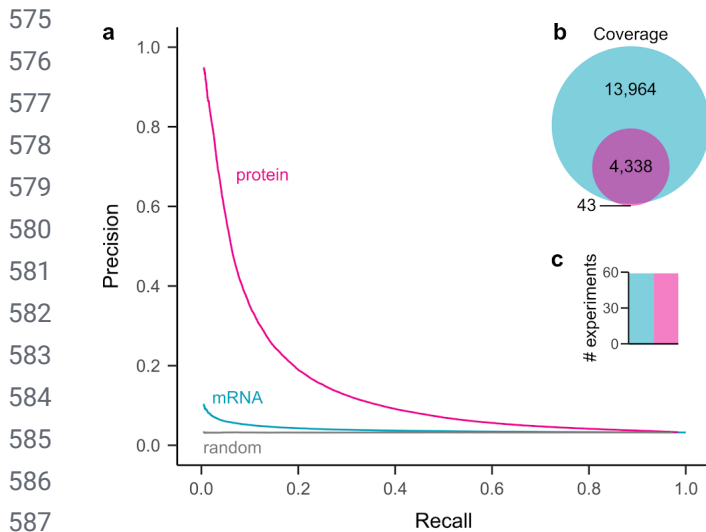 575
576
577
578
579
580
581
582
583
584
585
586
587
a
1.0
0.8
0.6
0.4
0.2
0.0
Precision
protein
mRNA
random
0.0 0.2 0.4 0.6 0.8 1.0
Recall
b
Coverage
13,964
4,338
43
c
# experiments
60
30
0